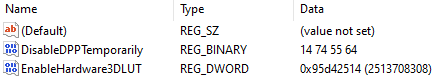 Name Type Data
(Default) REG_SZ (value not set)
DisableDPPTemporarily REG_BINARY 14 74 55 64
EnableHardware3DLUT REG_DWORD 0x95d42514 (2513708308)